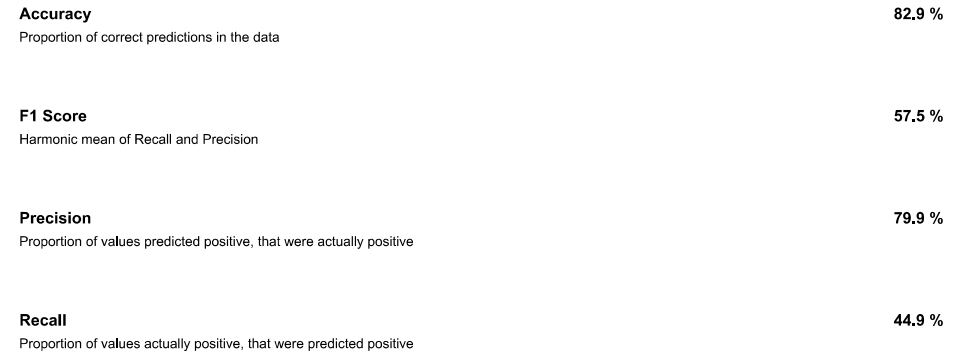 Accuracy 82.9 %
Proportion of correct predictions in the data
F1 Score 57.5 %
Harmonic mean of Recall and Precision
Precision 79.9 %
Proportion of values predicted positive, that were actually positive
Recall 44.9 %
Proportion of values actually positive, that were predicted positive